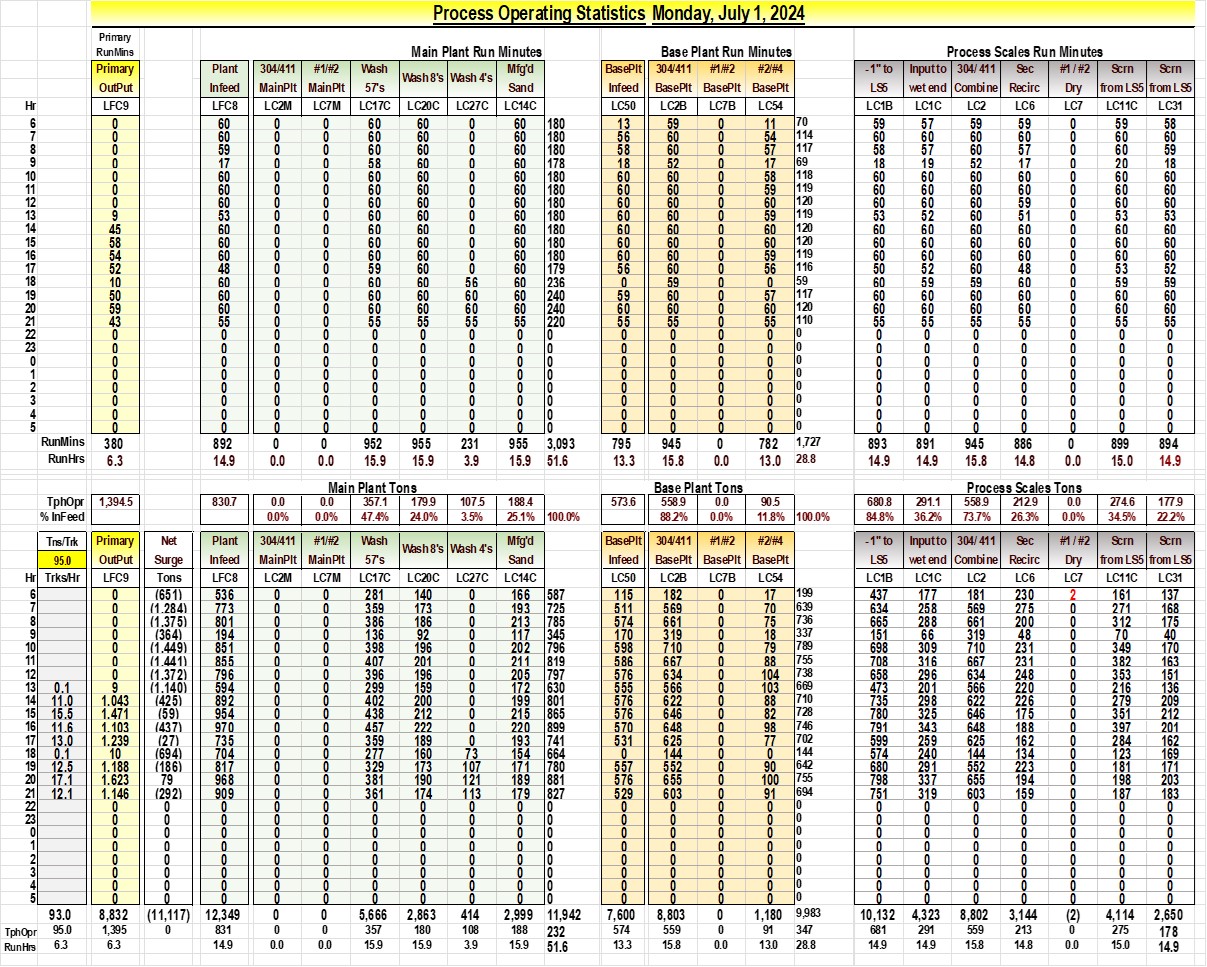 Process Operating Statistics Monday, July 1, 2024
Primary
RunMins Main Plant Run Minutes Base Plant Run Minutes Process Scales Run Minutes
Primary Plant 304/411 #1/#2 Wash Wash 8's Wash 4's Mfg'd BasePlt 304/411 #1/#2 #2/#4 -1" to Input to 304/ 411 Sec #1 / #2 Scrn Scrn
OutPut Infeed MainPlt MainPlt 57's Sand Infeed BasePlt BasePlt BasePlt LS5 wet end Combine Recirc Dry from LS5 from LS5
Hr LFC9 LFC8 LC2M LC7M LC17C LC20C LC27C LC14C LC50 LC2B LC7B LC54 LC1B LC1C LC2 LC6 LC7 LC11C LC31
6 0 60 0 0 60 60 0 60 180 13 59 0 11 70 59 57 59 59 0 59 58
7 0 60 0 0 60 60 0 60 180 56 60 0 54 114 60 60 60 60 0 60 60
8 0 59 0 0 60 60 0 60 180 58 60 0 57 117 58 57 60 57 0 60 59
9 0 17 0 0 58 60 0 60 178 18 52 0 17 69 18 19 52 17 0 20 18
10 0 60 0 0 60 60 0 60 180 60 60 0 58 118 60 60 60 60 0 60 60
11 0 60 0 0 60 60 0 60 180 60 60 0 59 119 60 60 60 60 0 60 60
12 0 60 0 0 60 60 0 60 180 60 60 0 60 120 60 60 60 59 0 60 60
13 9 53 0 0 60 60 0 60 180 60 60 0 59 119 53 52 60 51 0 53 53
14 45 60 0 0 60 60 0 60 180 60 60 0 60 120 60 60 60 60 0 60 60
15 58 60 0 0 60 60 0 60 180 60 60 0 60 120 60 60 60 60 0 60 60
16 54 60 0 0 60 60 0 60 180 60 60 0 59 119 60 60 60 60 0 60 60
17 52 48 0 0 59 60 0 60 179 56 60 0 56 116 50 52 60 48 0 53 52
18 10 60 0 0 60 60 56 60 236 0 59 0 0 59 60 59 59 60 0 59 59
19 50 60 0 0 60 60 60 60 240 59 60 0 57 117 60 60 60 60 0 60 60
20 59 60 0 0 60 60 60 60 240 60 60 0 60 120 60 60 60 60 0 60 60
21 43 55 0 0 55 55 55 55 220 55 55 0 55 110 55 55 55 55 0 55 55
22 0 0 0 0 0 0 0 0 0 0 0 0 0 0 0 0 0 0 0 0 0
23 0 0 0 0 0 0 0 0 0 0 0 0 0 0 0 0 0 0 0 0 0
0 0 0 0 0 0 0 0 0 0 0 0 0 0 0 0 0 0 0 0 0 0
1 0 0 0 0 0 0 0 0 0 0 0 0 0 0 0 0 0 0 0 0 0
2 0 0 0 0 0 0 0 0 0 0 0 0 0 0 0 0 0 0 0 0 0
3 0 0 0 0 0 0 0 0 0 0 0 0 0 0 0 0 0 0 0 0 0
4 0 0 0 0 0 0 0 0 0 0 0 0 0 0 0 0 0 0 0 0 0
5 0 0 0 0 0 0 0 0 0 0 0 0 0 0 0 0 0 0 0 0 0
RunMins 380 892 0 0 952 955 231 955 3,093 795 945 0 782 1,727 893 891 945 886 0 899 894
RunHrs 6.3 14.9 0.0 0.0 15.9 15.9 3.9 15.9 51.6 13.3 15.8 0.0 13.0 28.8 14.9 14.9 15.8 14.8 0.0 15.0 14.9
Main Plant Tons Base Plant Tons Process Scales Tons
TphOpr 1,394.5 830.7 0.0 0.0 357.1 179.9 107.5 188.4 573.6 558.9 0.0 90.5 680.8 291.1 558.9 212.9 0.0 274.6 177.9
% InFeed 0.0% 0.0% 47.4% 24.0% 3.5% 25.1% 100.0% 88.2% 0.0% 11.8% 100.0% 84.8% 36.2% 73.7% 26.3% 0.0% 34.5% 22.2%
Tns/Trk Primary Net Plant 304/411 #1/#2 Wash Wash 8's Wash 4's Mfg'd BasePlt 304/411 #1/#2 #2/#4 -1" to Input to 304/ 411 Sec #1 / #2 Scrn Scrn
95.0 OutPut Surge Infeed MainPlt MainPlt 57's Sand Infeed BasePlt BasePlt BasePlt LS5 wet end Combine Recirc Dry from LS5 from LS5
Hr Trks/Hr LFC9 Tons LFC8 LC2M LC7M LC17C LC20C LC27C LC14C LC50 LC2B LC7B LC54 LC1B LC1C LC2 LC6 LC7 LC11C LC31
6 0 (651) 536 0 0 281 140 0 166 587 115 182 0 17 199 437 177 181 230 2 161 137
7 0 (1,284) 773 0 0 359 173 0 193 725 511 569 0 70 639 634 258 569 275 0 271 168
8 0 (1,375) 801 0 0 386 186 0 213 785 574 661 0 75 736 665 288 661 200 0 312 175
9 0 (364) 194 0 0 136 92 0 117 345 170 319 0 18 337 151 66 319 48 0 70 40
10 0 (1,449) 851 0 0 398 196 0 202 796 698 710 0 79 789 698 309 710 231 0 349 170
11 0 (1,441) 855 0 0 407 201 0 211 819 586 667 0 88 755 708 316 667 231 0 382 163
12 0 (1,372) 796 0 0 396 196 0 205 797 576 634 0 104 738 658 296 634 248 0 353 151
13 0.1 9 (1,140) 594 0 0 299 159 0 172 630 555 566 0 103 669 473 201 566 220 0 216 136
14 11.0 1,043 (425) 892 0 0 402 200 0 199 801 576 622 0 88 710 735 298 622 226 0 279 209
15 15.5 1,471 (59) 954 0 0 438 212 0 215 865 576 646 0 82 728 780 325 646 175 0 351 212
16 11.6 1,103 (437) 970 0 0 457 222 0 220 899 570 648 0 98 746 791 343 648 188 0 397 201
17 13.0 1,239 (27) 735 0 0 359 189 0 193 741 531 625 0 77 702 599 259 625 162 0 284 162
18 0.1 10 (694) 704 0 0 277 160 73 154 664 0 144 0 0 144 574 240 144 134 0 123 169
19 12.5 1,188 (186) 817 0 0 329 173 107 171 780 557 552 0 90 642 680 291 552 223 0 181 171
20 17.1 1,623 79 968 0 0 381 190 121 189 881 576 655 0 100 755 798 337 655 194 0 198 203
21 12.1 1,146 (292) 909 0 0 361 174 113 179 827 529 603 0 91 694 751 319 603 159 0 187 183
22 0 0 0 0 0 0 0 0 0 0 0 0 0 0 0 0 0 0 0 0 0 0
23 0 0 0 0 0 0 0 0 0 0 0 0 0 0 0 0 0 0 0 0 0 0
0 0 0 0 0 0 0 0 0 0 0 0 0 0 0 0 0 0 0 0 0 0 0
1 0 0 0 0 0 0 0 0 0 0 0 0 0 0 0 0 0 0 0 0 0 0
2 0 0 0 0 0 0 0 0 0 0 0 0 0 0 0 0 0 0 0 0 0 0
3 0 0 0 0 0 0 0 0 0 0 0 0 0 0 0 0 0 0 0 0 0 0
4 0 0 0 0 0 0 0 0 0 0 0 0 0 0 0 0 0 0 0 0 0 0
5 0 0 0 0 0 0 0 0 0 0 0 0 0 0 0 0 0 0 0 0 0 0
93.0 8,832 (11,117) 12,349 0 0 5,666 2,863 414 2,999 11,942 7,600 8,803 0 1,180 9,983 10,132 4,323 8,802 3,144 (2) 4,114 2,650
TphOpr 95.0 1,395 0 831 0 0 357 180 108 188 232 574 559 0 91 347 681 291 559 213 0 275 178
RunHrs 6.3 6.3 14.9 0.0 0.0 15.9 15.9 3.9 15.9 51.6 13.3 15.8 0.0 13.0 28.8 14.9 14.9 15.8 14.8 0.0 15.0 14.9